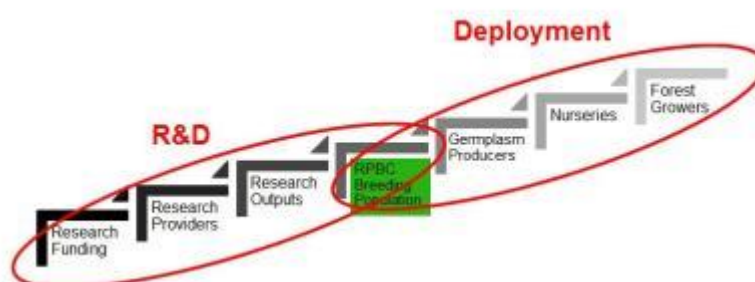 Deployment
R&D
Research
Funding
Research
Providers
Research
Outputs
RPBC
Breeding
Population
Germplasm
Producers
Nurseries
Forest
Growers